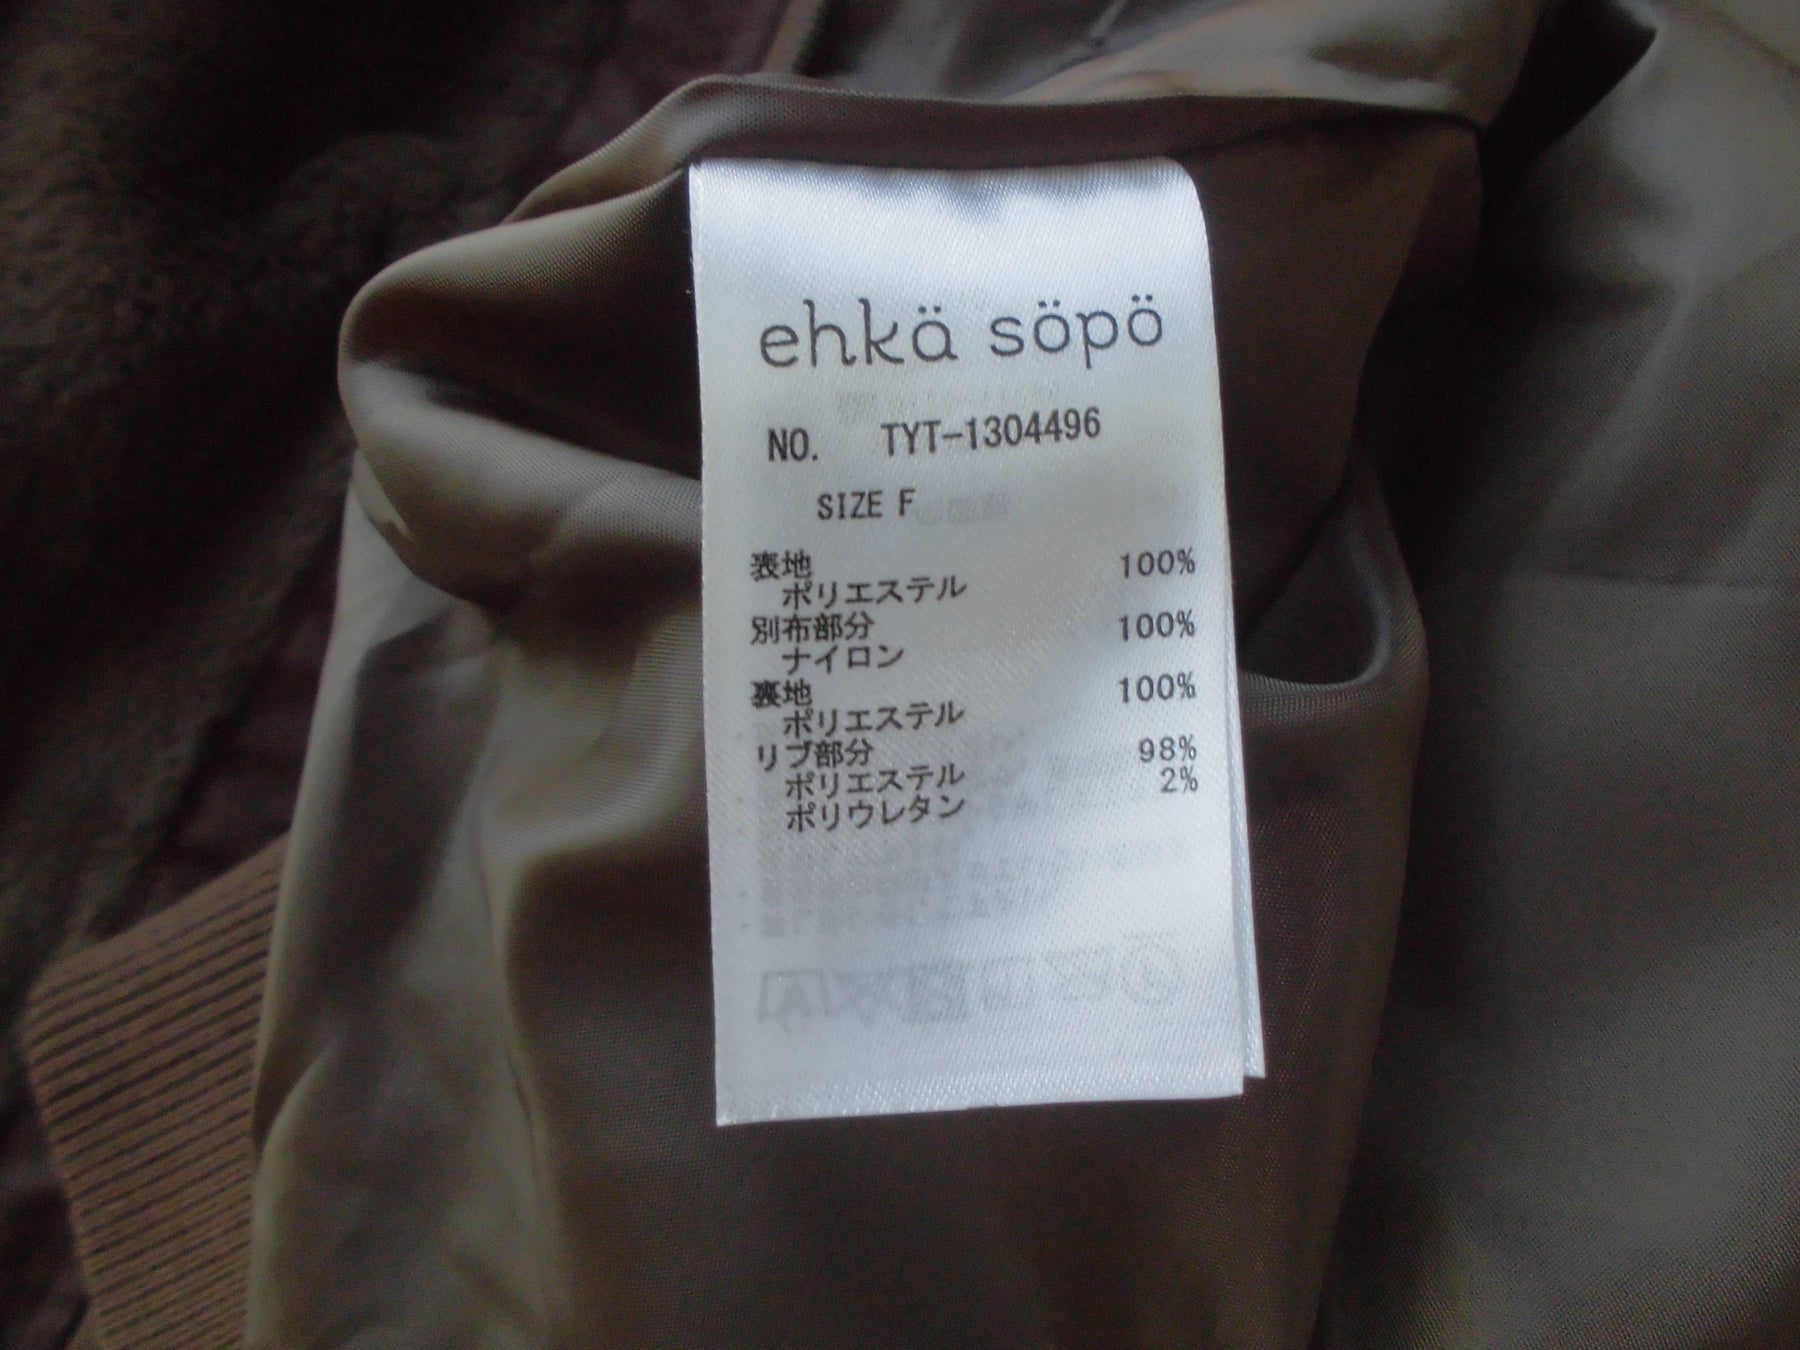 ehkä söpö
NO. TYT-1304496
SIZE F
表地 100%
ポリエステル
別布部分 100%
ナイロン
裏地 100%
ポリエステル
リブ部分 98%
ポリエステル 2%
ポリウレタン